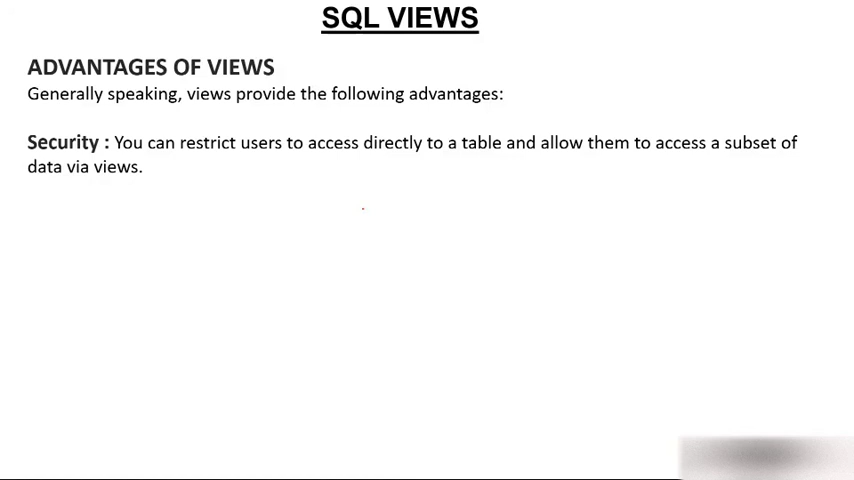 SQL VIEWS
ADVANTAGES OF VIEWS
Generally speaking, views provide the following advantages:
Security : You can restrict users to access directly to a table and allow them to access a subset of
data via views.